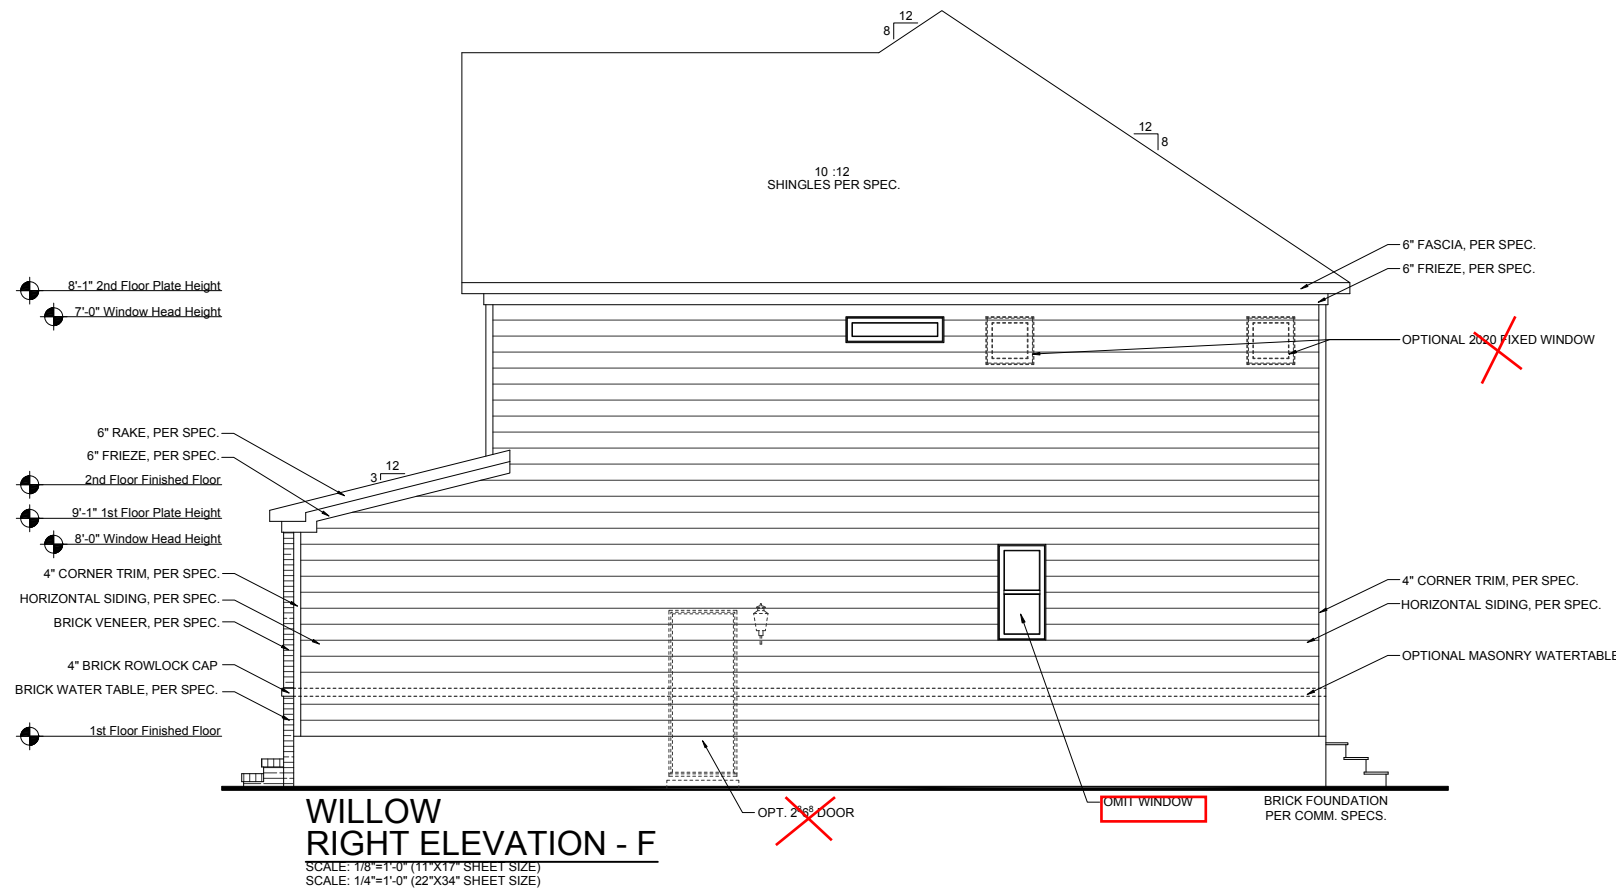 12
8
12
8
10 :12
SHINGLES PER SPEC.
6" FASCIA, PER SPEC.
6" FRIEZE, PER SPEC.
8'-1" 2nd Floor Plate Height
7'-0" Window Head Height
OPTIONAL 2020 FIXED WINDOW
6" RAKE, PER SPEC.
6" FRIEZE, PER SPEC.
12
3
2nd Floor Finished Floor
9'-1" 1st Floor Plate Height
8'-0" Window Head Height
4" CORNER TRIM, PER SPEC.
HORIZONTAL SIDING, PER SPEC.
BRICK VENEER, PER SPEC.
4" BRICK ROWLOCK CAP
BRICK WATER TABLE, PER SPEC.
1st Floor Finished Floor
4" CORNER TRIM, PER SPEC.
HORIZONTAL SIDING, PER SPEC.
OPTIONAL MASONRY WATERTABLE
OPT. 2⁸6⁸ DOOR
OMIT WINDOW
BRICK FOUNDATION
PER COMM. SPECS.
WILLOW
RIGHT ELEVATION - F
SCALE: 1/8"=1'-0" (11"X17" SHEET SIZE)
SCALE: 1/4"=1'-0" (22"X34" SHEET SIZE)